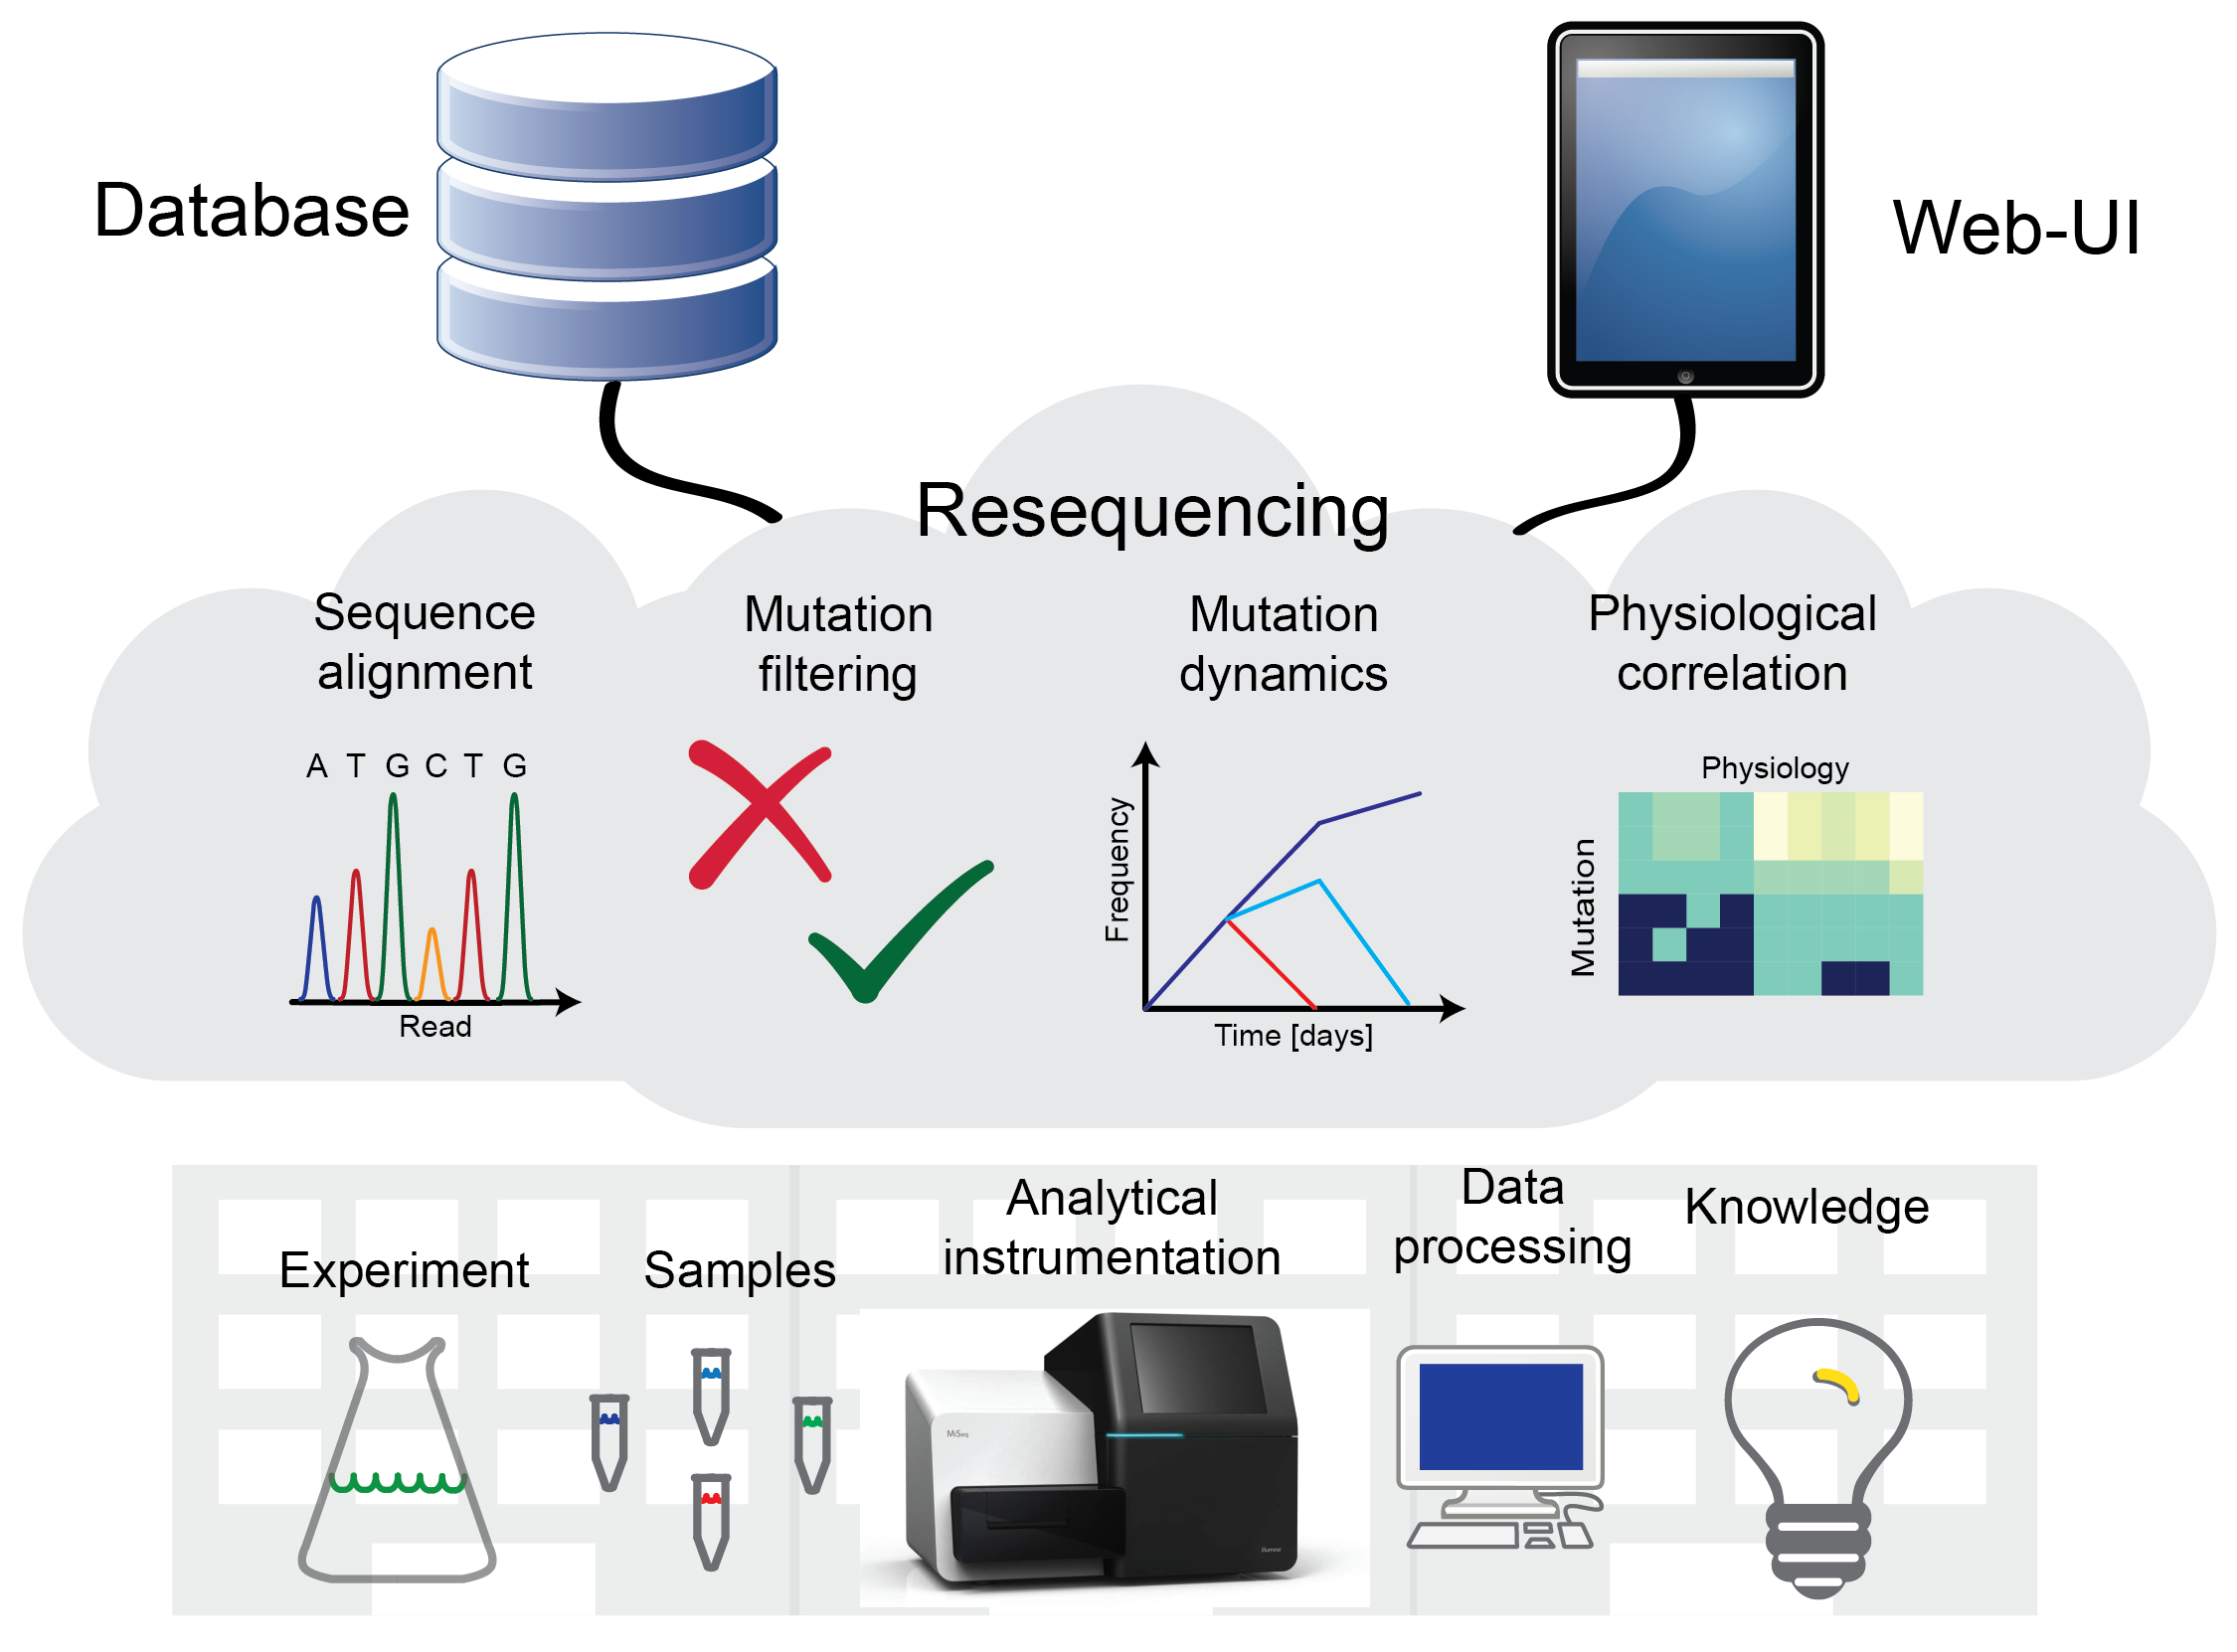 Database
Web-UI
Resequencing
Sequence
alignment
Mutation
filtering
Mutation
dynamics
Physiological
correlation
A T G C T G
Read
Frequency
Time [days]
Physiology
Mutation
Experiment
Samples
Analytical
instrumentation
Data
processing
Knowledge
MiSeq
illumina